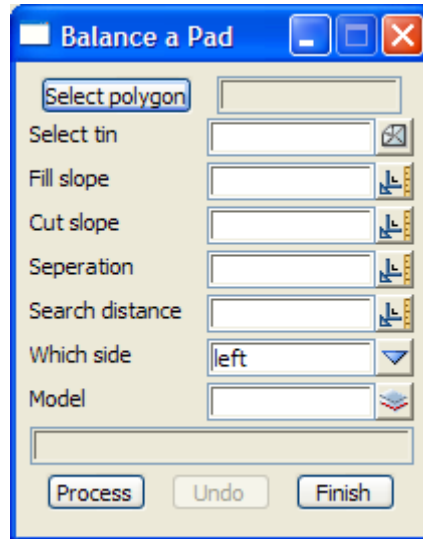 Balance a Pad
Select polygon
Select tin
Fill slope
Cut slope
Seperation
Search distance
Which side left
Model
Process Undo Finish